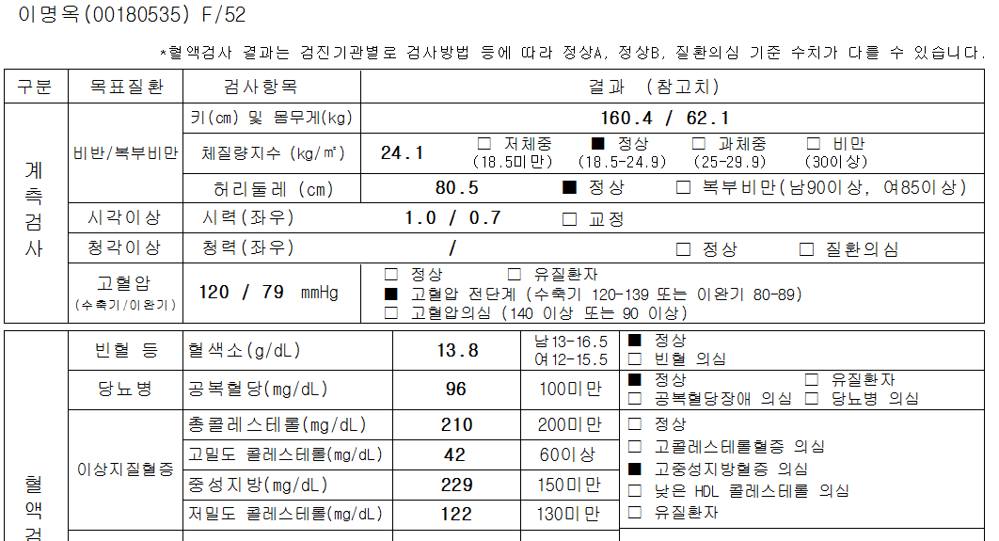 이명옥(00180535) F/52
*혈액검사 결과는 검진기관별로 검사방법 등에 따라 정상A, 정상B, 질환의심 기준 수치가 다를 수 있습니다.
구분 목표질환 검사항목 결과 (참고치)
계측검사
비만/복부비만
키(cm) 및 몸무게(kg) 160.4 / 62.1
체질량지수 (kg/㎡) 24.1 □ 저체중 ■ 정상 □ 과체중 □ 비만
(18.5미만) (18.5-24.9) (25-29.9) (30이상)
허리둘레 (cm) 80.5 ■ 정상 □ 복부비만(남90이상, 여85이상)
시각이상 시력(좌우) 1.0 / 0.7 □ 교정
청각이상 청력(좌우) / □ 정상 □ 질환의심
고혈압
(수축기/이완기)
120 / 79 mmHg
□ 정상 □ 유질환자
■ 고혈압 전단계 (수축기 120-139 또는 이완기 80-89)
□ 고혈압의심 (140 이상 또는 90 이상)
혈액검
빈혈 등 혈색소(g/dL) 13.8
남13-16.5 ■ 정상
여12-15.5 □ 빈혈 의심
당뇨병 공복혈당(mg/dL) 96 100미만
■ 정상 □ 유질환자
□ 공복혈당장애 의심 □ 당뇨병 의심
이상지질혈증
총콜레스테롤(mg/dL) 210 200미만
고밀도 콜레스테롤(mg/dL) 42 60이상
중성지방(mg/dL) 229 150미만
저밀도 콜레스테롤(mg/dL) 122 130미만
□ 정상
□ 고콜레스테롤혈증 의심
■ 고중성지방혈증 의심
□ 낮은 HDL 콜레스테롤 의심
□ 유질환자